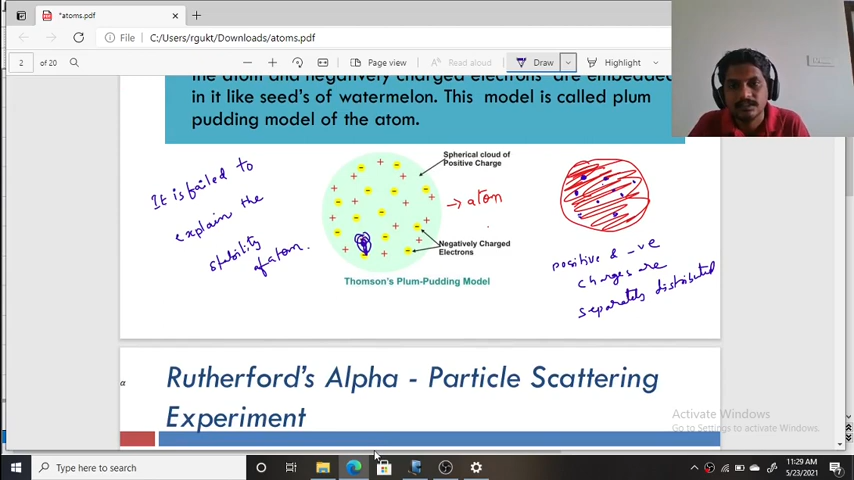 *atoms.pdf
File
C:/Users/rgukt/Downloads/atoms.pdf
2
of 20
Page view
Read aloud
Draw
Highlight
the atom and negatively charged electrons are embedded
in it like seed's of watermelon. This model is called plum
pudding model of the atom.
It is failed to
explain the
stability
of atom.
Spherical cloud of
Positive Charge
→ atom
Negatively Charged
Electrons
Thomson's Plum-Pudding Model
positive & -ve
charges are
separately distributed
α
Rutherford's Alpha - Particle Scattering
Experiment
Activate Windows
Go to Settings to activate Windows.
Type here to search
11:29 AM
5/23/2021